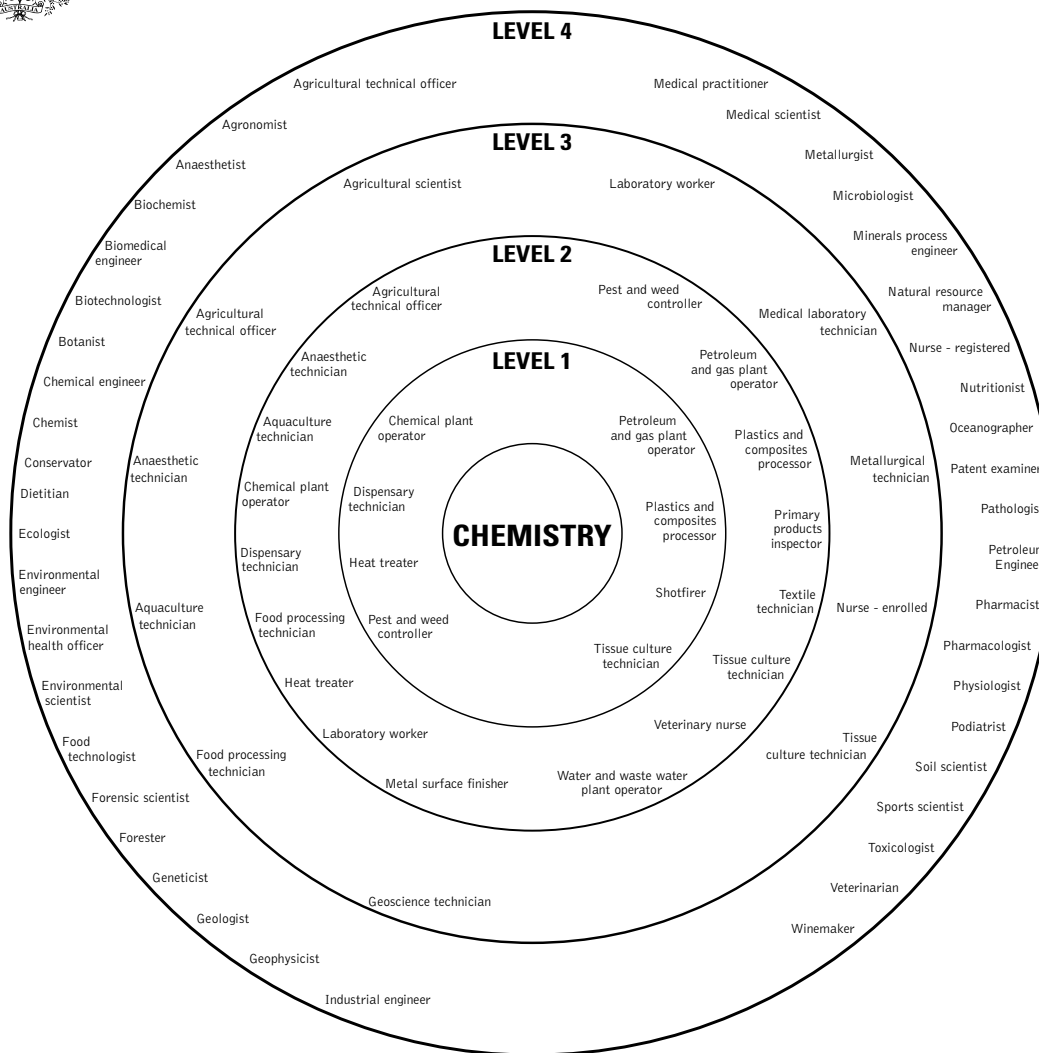 AUSTRALIA
LEVEL 4
Agricultural technical officer
Agronomist
Anaesthetist
Biochemist
Biomedical
engineer
Biotechnologist
Botanist
Chemical engineer
Chemist
Conservator
Dietitian
Ecologist
Environmental
engineer
Environmental
health officer
Environmental
scientist
Food
technologist
Forensic scientist
Forester
Geneticist
Geologist
Geophysicist
Industrial engineer
Medical practitioner
Medical scientist
Metallurgist
Microbiologist
Minerals process
engineer
Natural resource
manager
Nurse - registered
Nutritionist
Oceanographer
Patent examiner
Pathologis
Petroleum
Enginee
Pharmacist
Pharmacologist
Physiologist
Podiatrist
Soil scientist
Sports scientist
Toxicologist
Veterinarian
Winemaker
LEVEL 3
Agricultural scientist
Agricultural
technical officer
Anaesthetic
technician
Aquaculture
technician
Food processing
technician
Geoscience technician
Laboratory worker
Medical laboratory
technician
Metallurgical
technician
Nurse - enrolled
Tissue
culture technician
LEVEL 2
Agricultural
technical officer
Anaesthetic
technician
Aquaculture
technician
Chemical plant
operator
Dispensary
technician
Food processing
technician
Heat treater
Laboratory worker
Metal surface finisher
Pest and weed
controller
Petroleum
and gas plant
operator
Plastics and
composites
processor
Primary
products
inspector
Textile
technician
Tissue culture
technician
Veterinary nurse
Water and waste water
plant operator
LEVEL 1
Chemical plant
operator
Dispensary
technician
Heat treater
Pest and weed
controller
Petroleum
and gas plant
operator
Plastics and
composites
processor
Shotfirer
Tissue culture
technician
CHEMISTRY